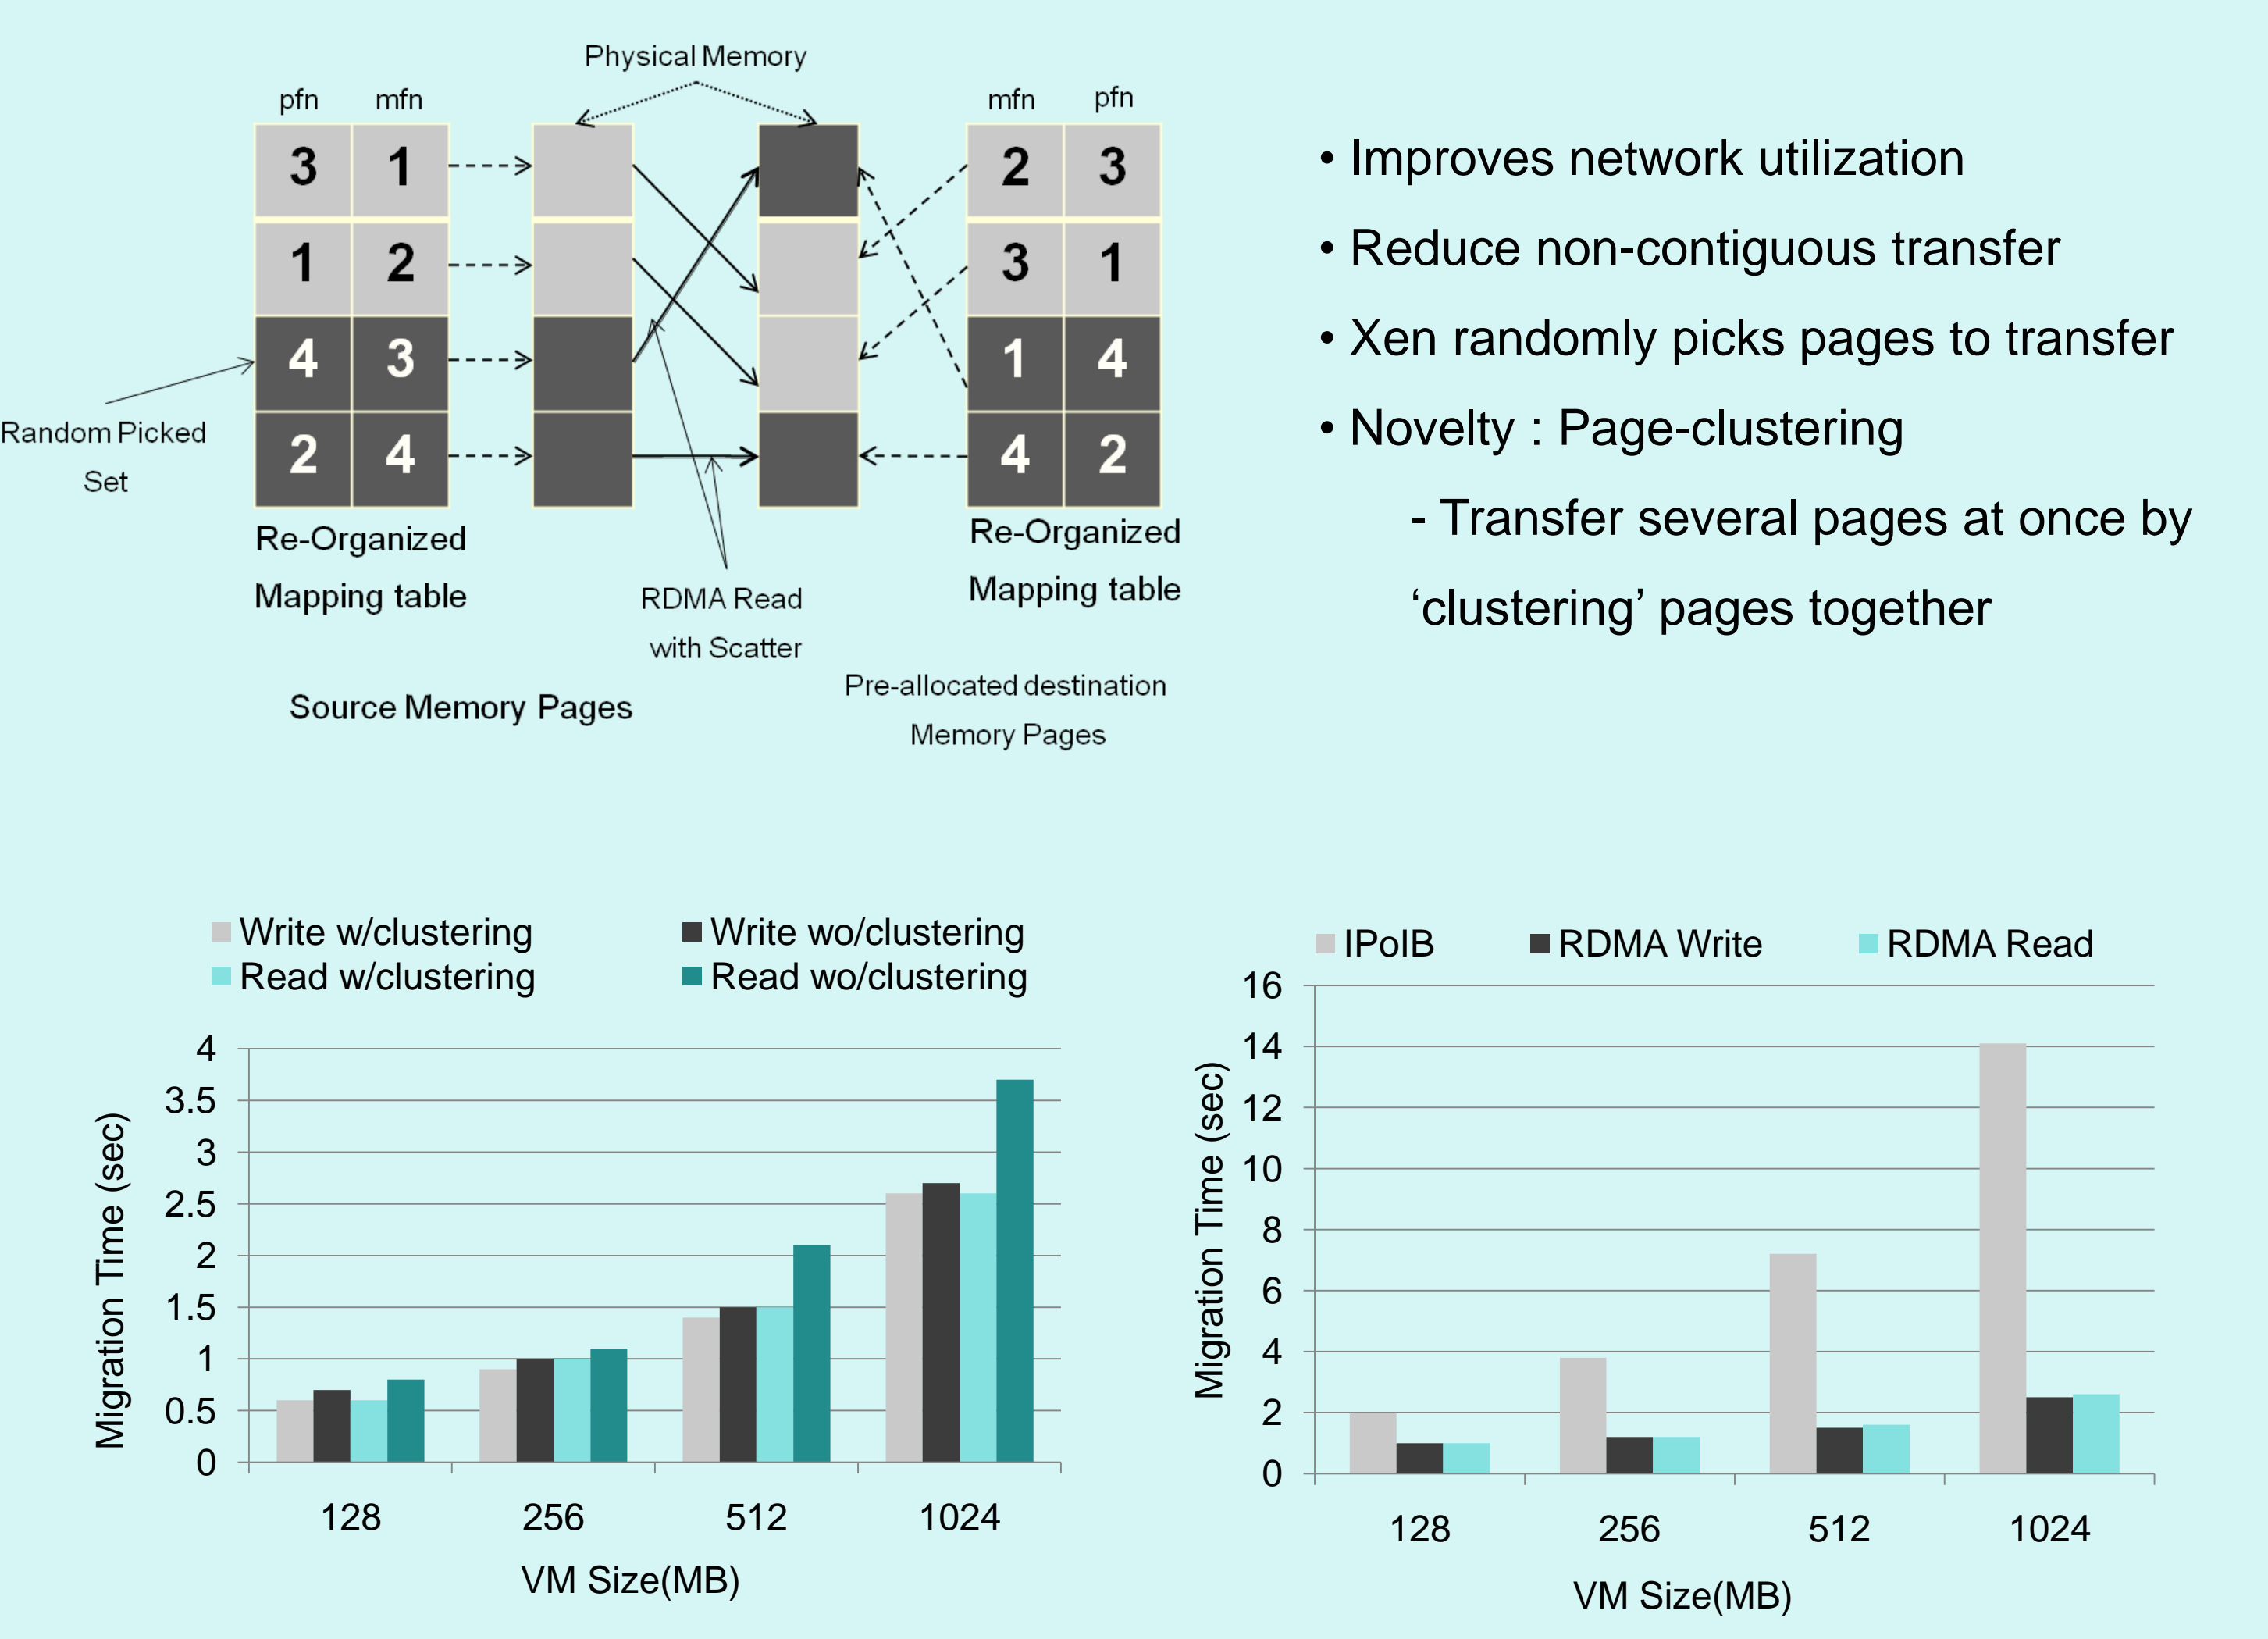 Physical Memory
pfn mfn
mfn pfn
3 1
2 3
1 2
3 1
4 3
1 4
2 4
4 2
Random Picked
Set
Re-Organized
Mapping table
Re-Organized
Mapping table
RDMA Read
with Scatter
Source Memory Pages
Pre-allocated destination
Memory Pages
• Improves network utilization
• Reduce non-contiguous transfer
• Xen randomly picks pages to transfer
• Novelty : Page-clustering
- Transfer several pages at once by
‘clustering’ pages together
Write w/clustering Write wo/clustering
Read w/clustering Read wo/clustering
Migration Time (sec)
4
3.5
3
2.5
2
1.5
1
0.5
0
128 256 512 1024
VM Size(MB)
IPoIB RDMA Write RDMA Read
Migration Time (sec)
16
14
12
10
8
6
4
2
0
128 256 512 1024
VM Size(MB)